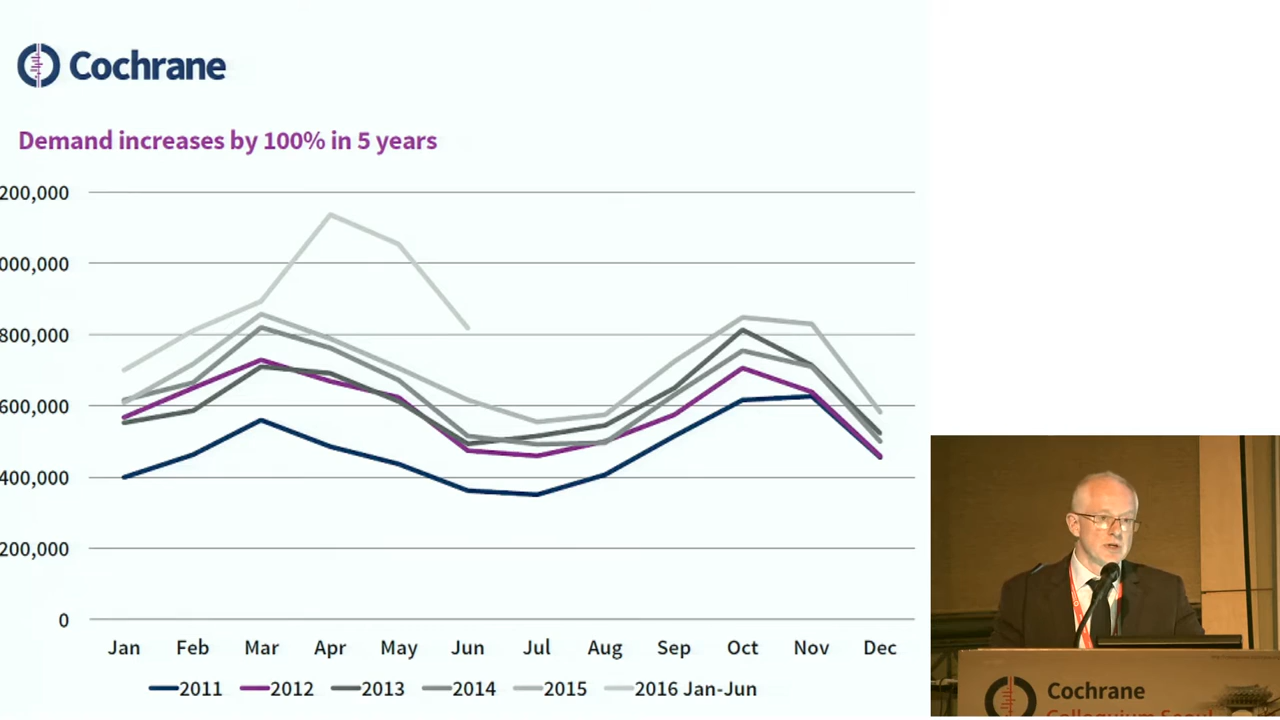 Cochrane
Demand increases by 100% in 5 years
200,000
000,000
800,000
600,000
400,000
200,000
0
Jan Feb Mar Apr May Jun Jul Aug Sep Oct Nov Dec
2011 2012 2013 2014 2015 2016 Jan-Jun
Cochrane
Colloquium Seoul